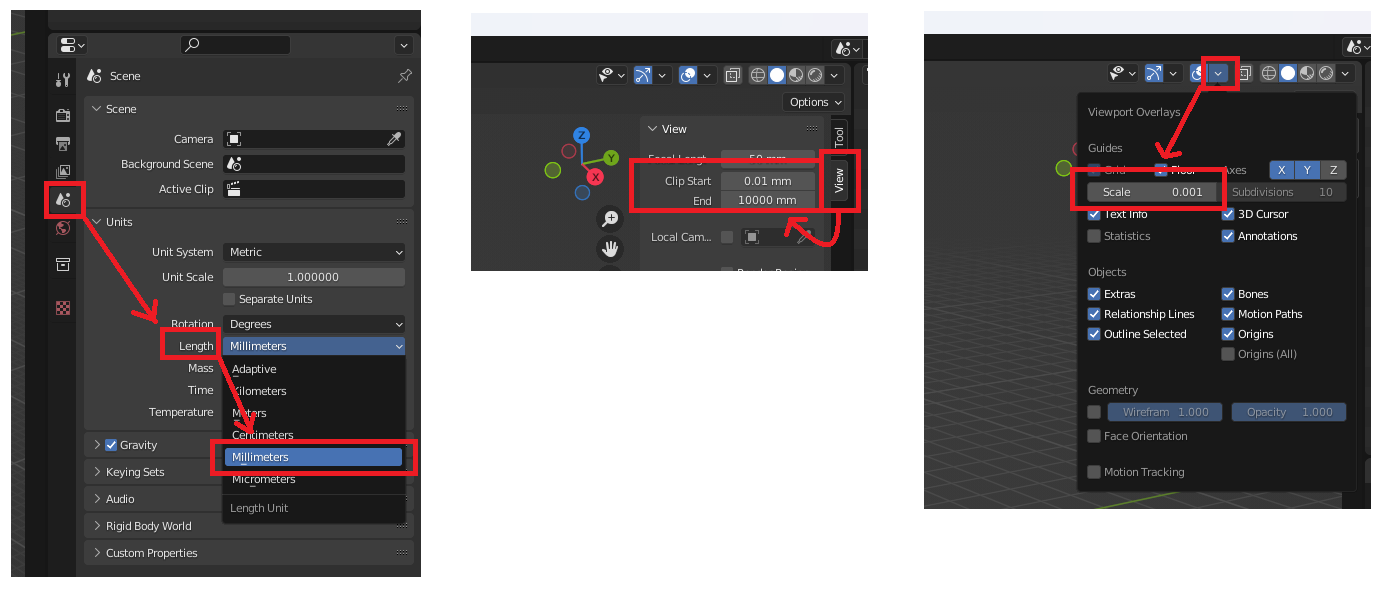 Scene
Scene
Camera
Background Scene
Active Clip
Units
Unit System Metric
Unit Scale 1.000000
Separate Units
Rotation Degrees
Length Millimeters
Mass
Adaptive
Kilometers
Time
Meters
Temperature
Centimeters
Gravity
Millimeters
Keying Sets
Micrometers
Audio
Length Unit
Rigid Body World
Custom Properties
Options
View
Tool
View
Z
Y
X
50 mm
Clip Start 0.01 mm
End 10000 mm
Local Cam...
Viewport Overlays
Guides
Grid Floor Axes X Y Z
Scale 0.001 Subdivisions 10
Text Info 3D Cursor
Statistics Annotations
Objects
Extras Bones
Relationship Lines Motion Paths
Outline Selected Origins
Origins (All)
Geometry
Wirefram 1.000 Opacity 1.000
Face Orientation
Motion Tracking